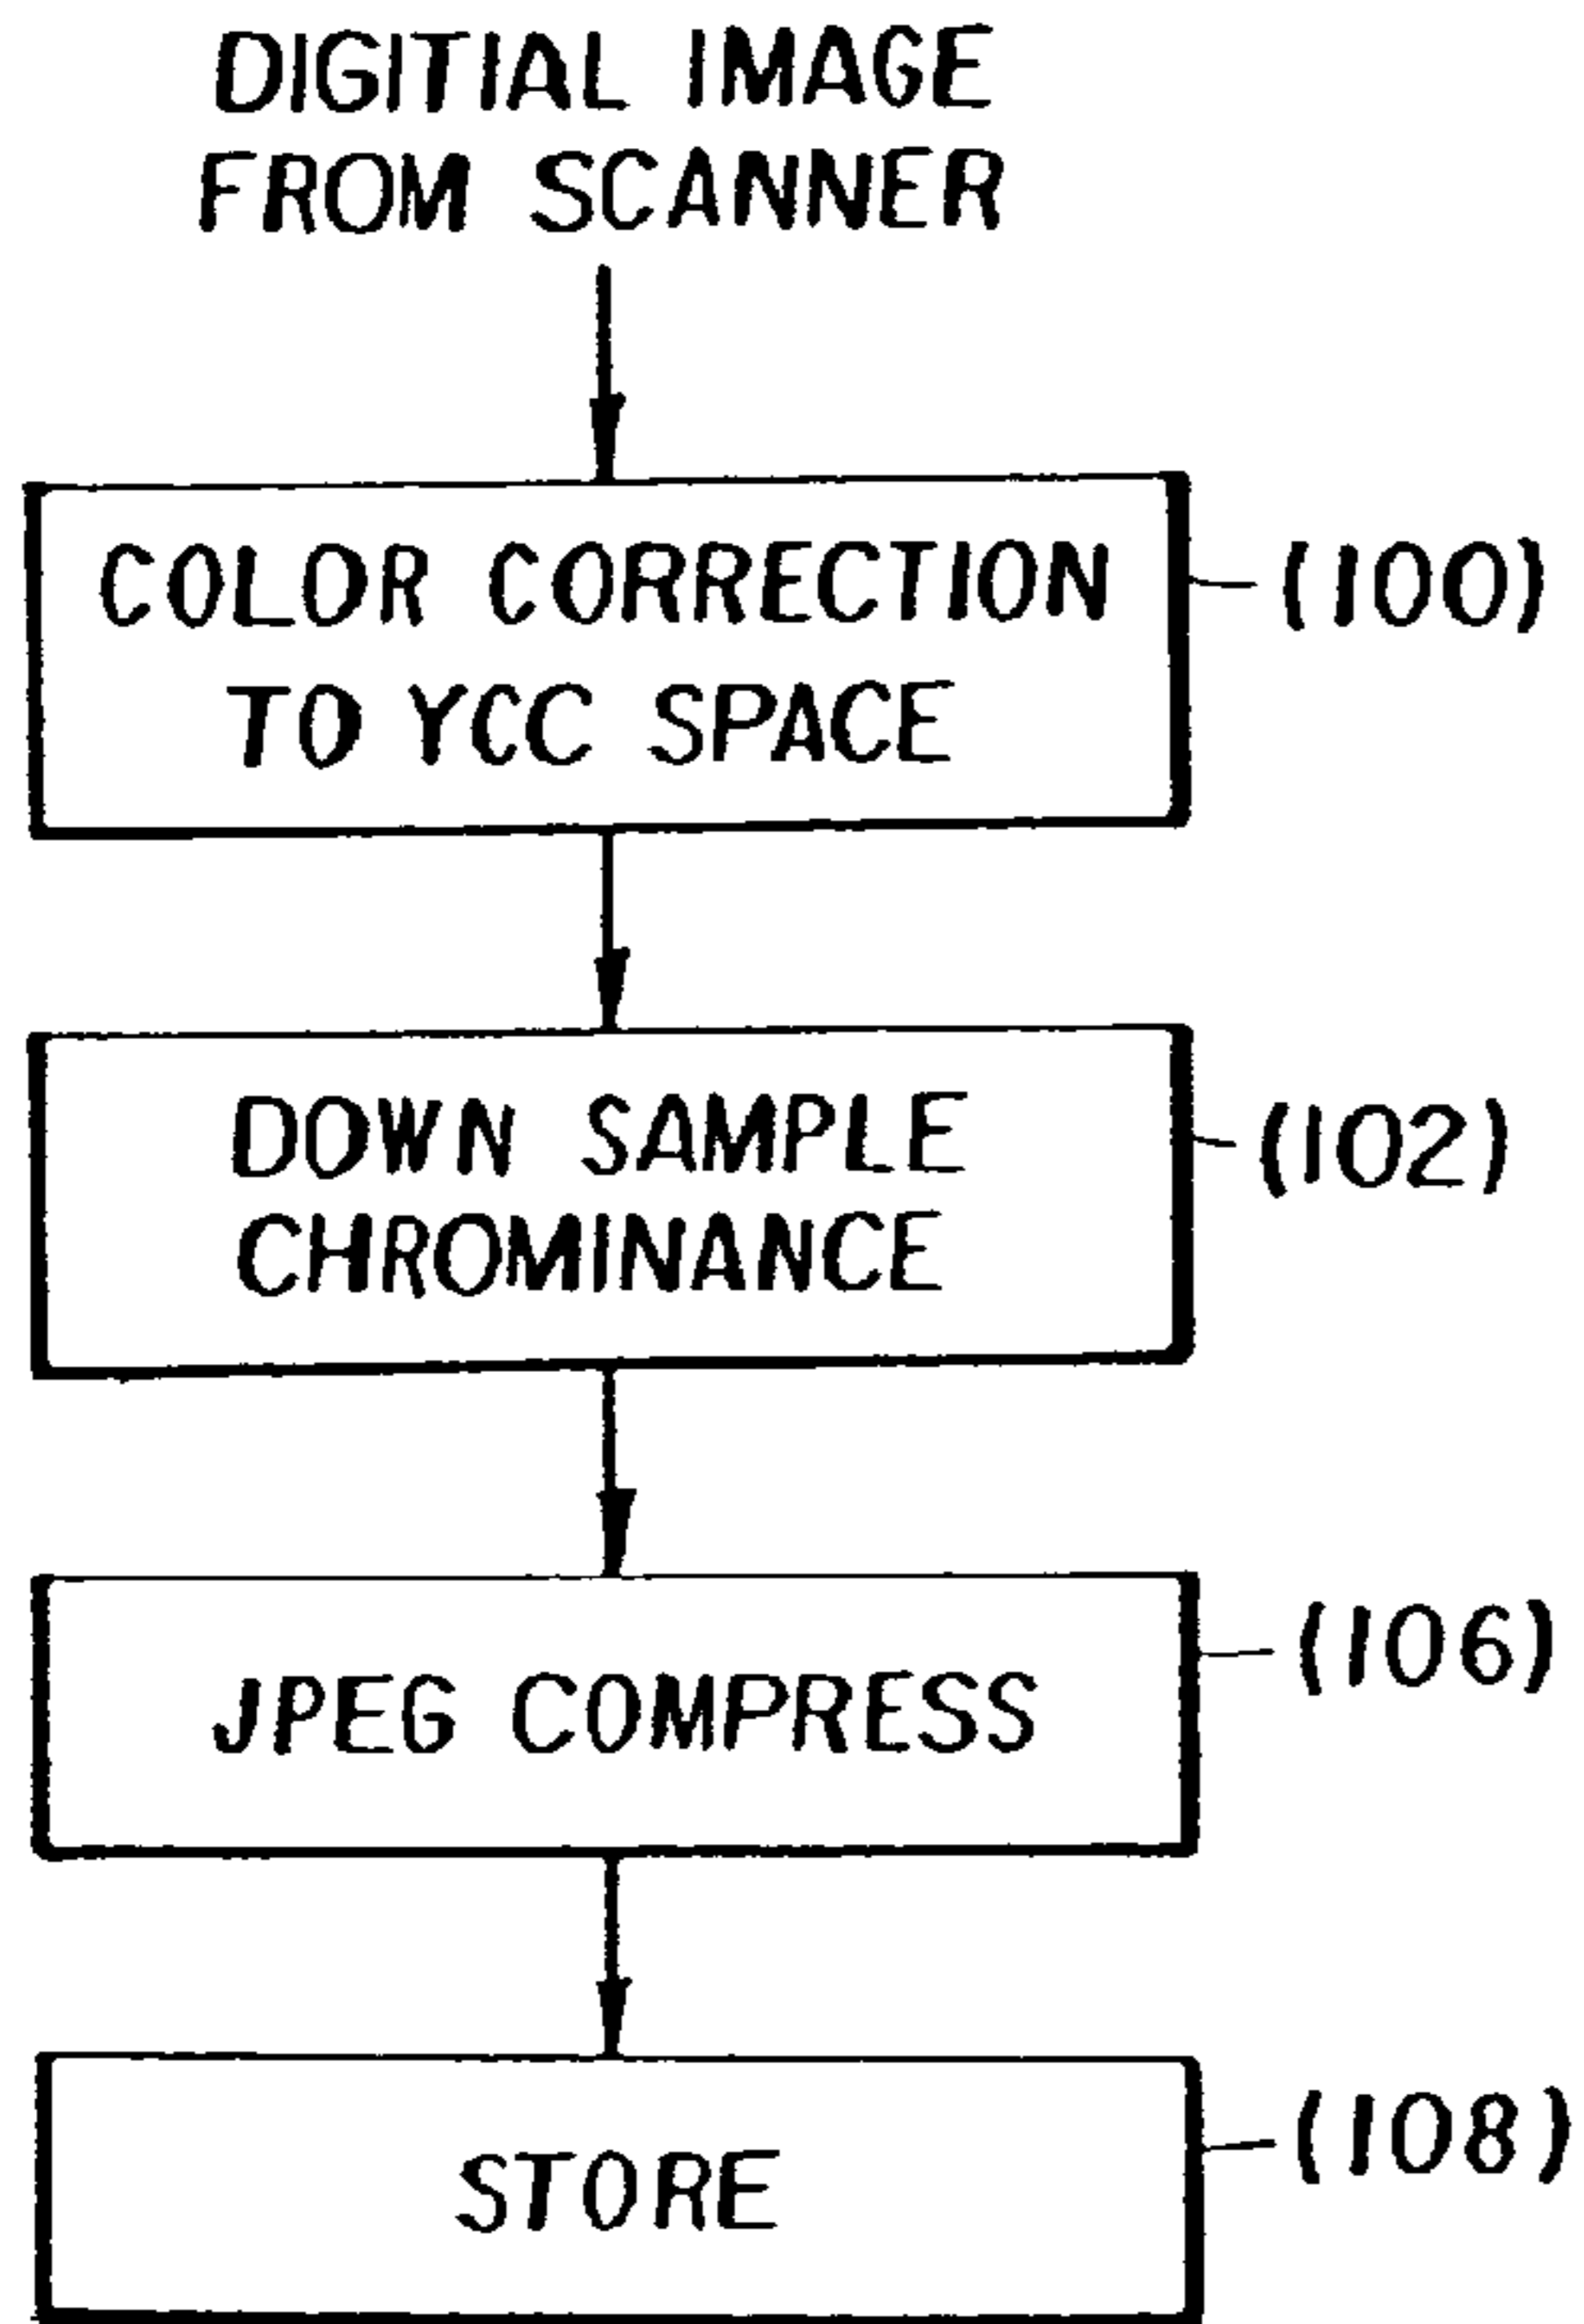 DIGITIAL IMAGE
FROM SCANNER
COLOR CORRECTION
TO YCC SPACE
(100)
DOWN SAMPLE
CHROMINANCE
(102)
JPEG COMPRESS
(106)
STORE
(108)